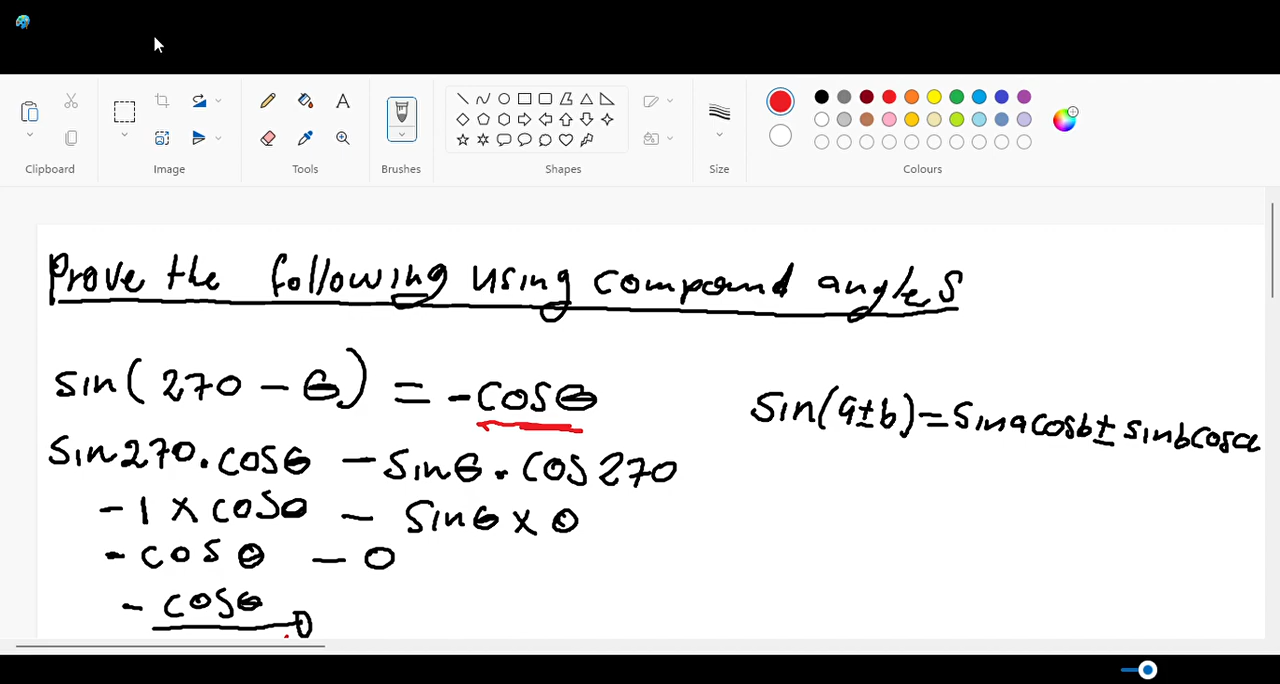 Clipboard
Image
Tools
Brushes
Shapes
Size
Colours
Prove the following using compound angles
sin(270 - θ) = -cosθ
sin(a±b)=sinacosb±sinbcosa
sin270.cosθ - sinθ.cos270
-1 x cosθ - sinθ x 0
- cosθ - 0
- cosθ